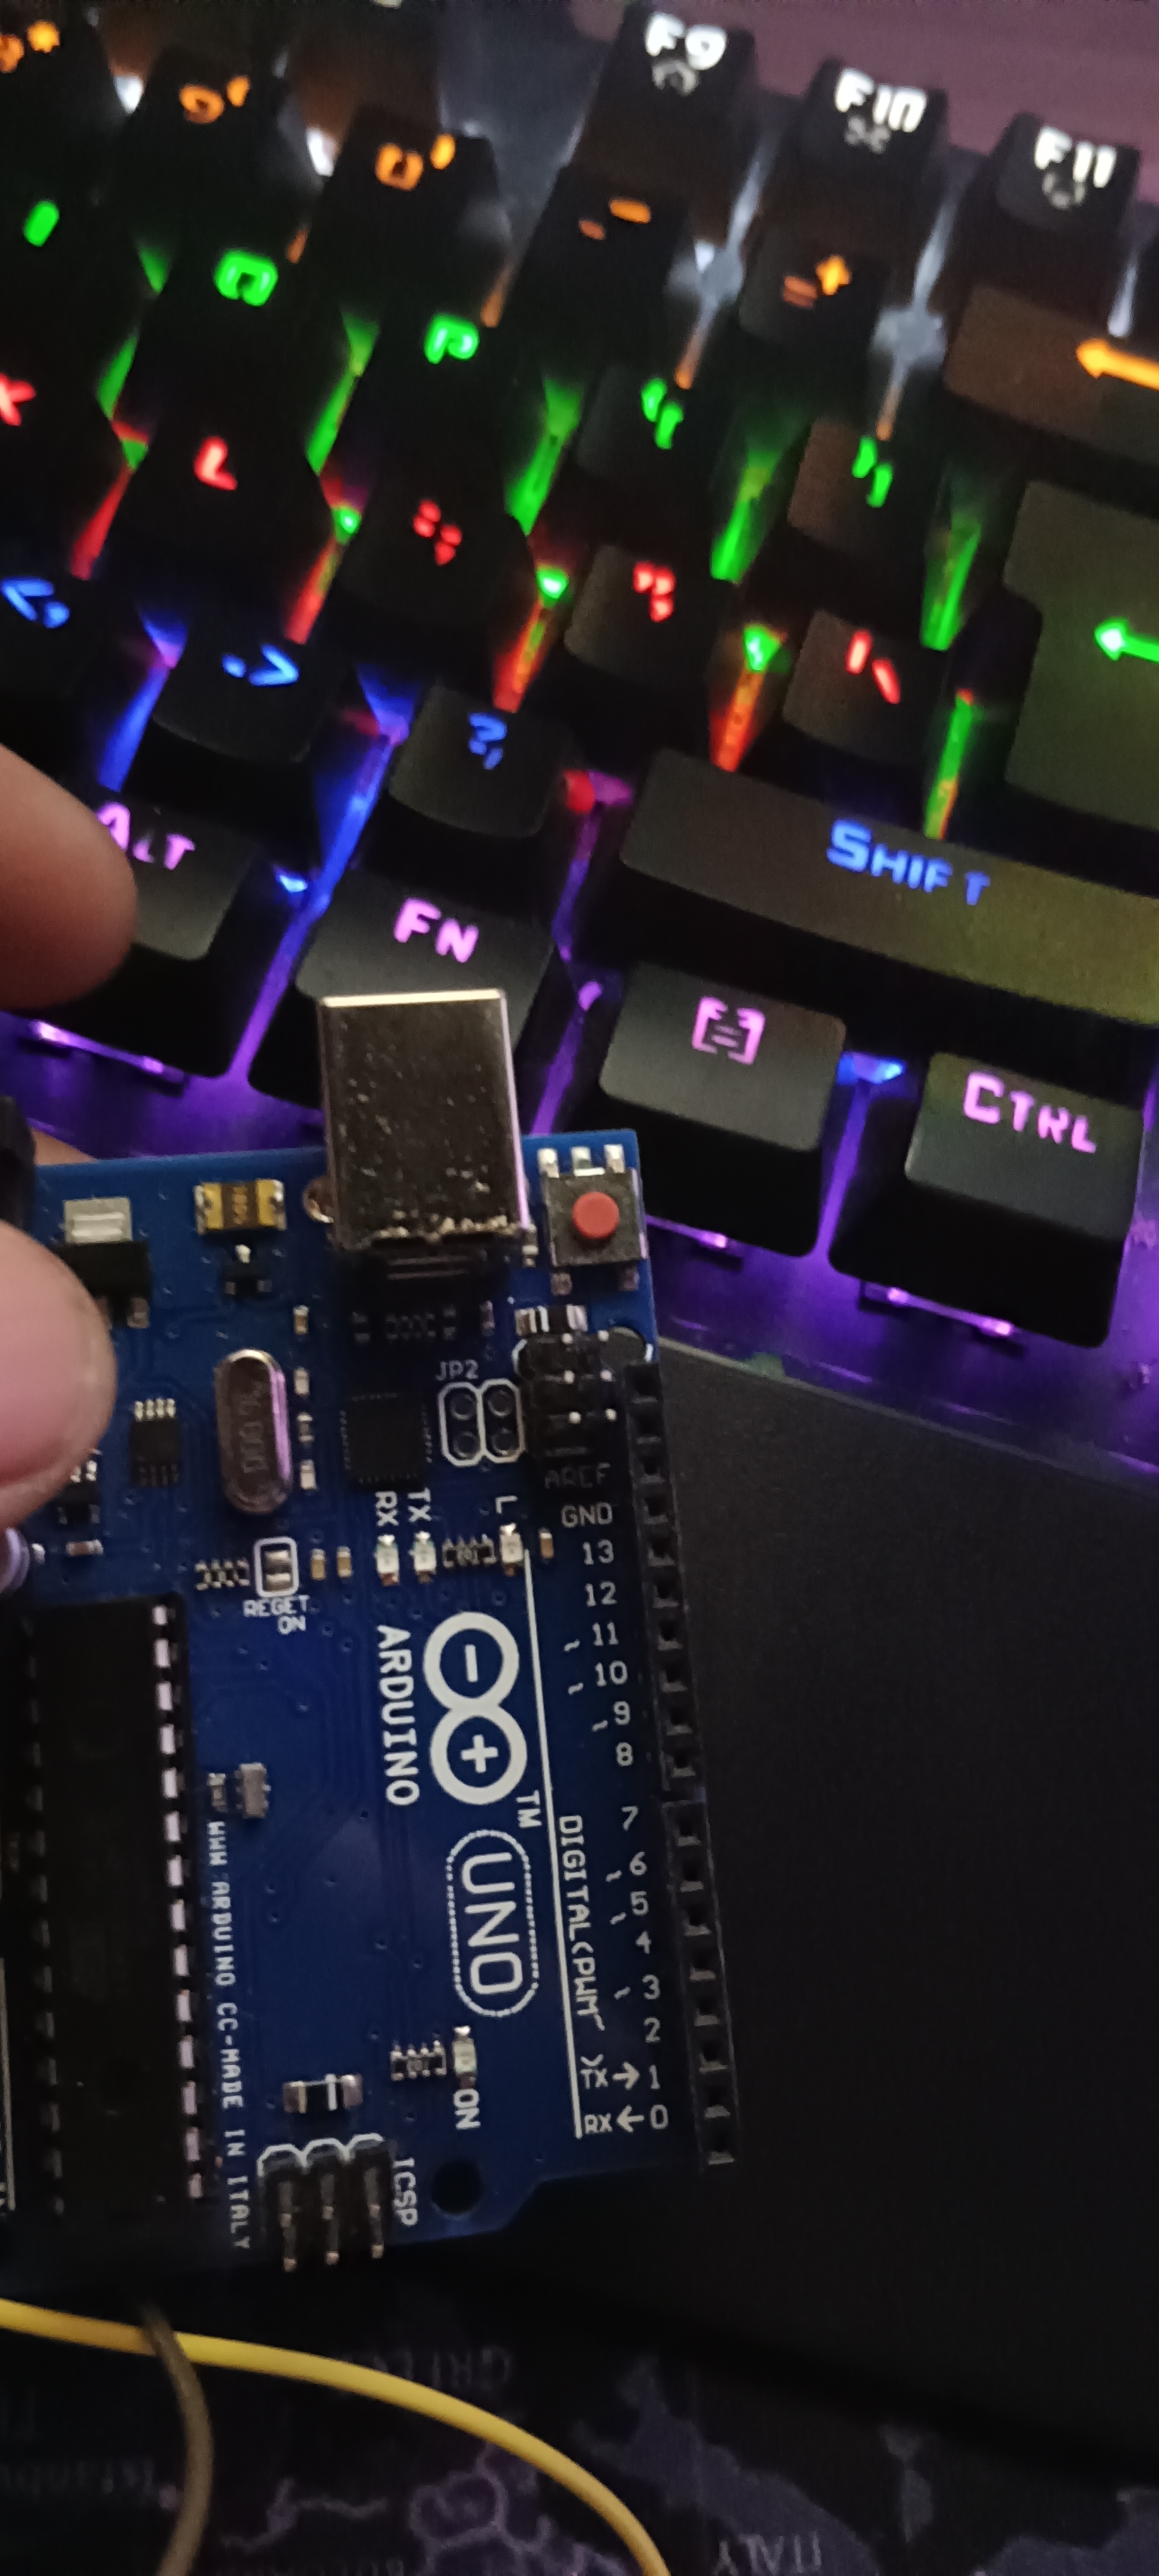 F9
F10
F11
- _
= +
O
P
L
< ,
. >
?
ALT
FN
SHIFT
CTRL
JP2
AREF
GND
RX
TX
L
13
12
~ 11
~ 10
~ 9
8
RESET
ON
ARDUINO
TM
UNO
7
~ 6
~ 5
4
~ 3
2
TX→1
RX←0
DIGITAL (PWM ~)
WWW ARDUINO CC-MADE IN ITALY
ON
ICSP
ITALY